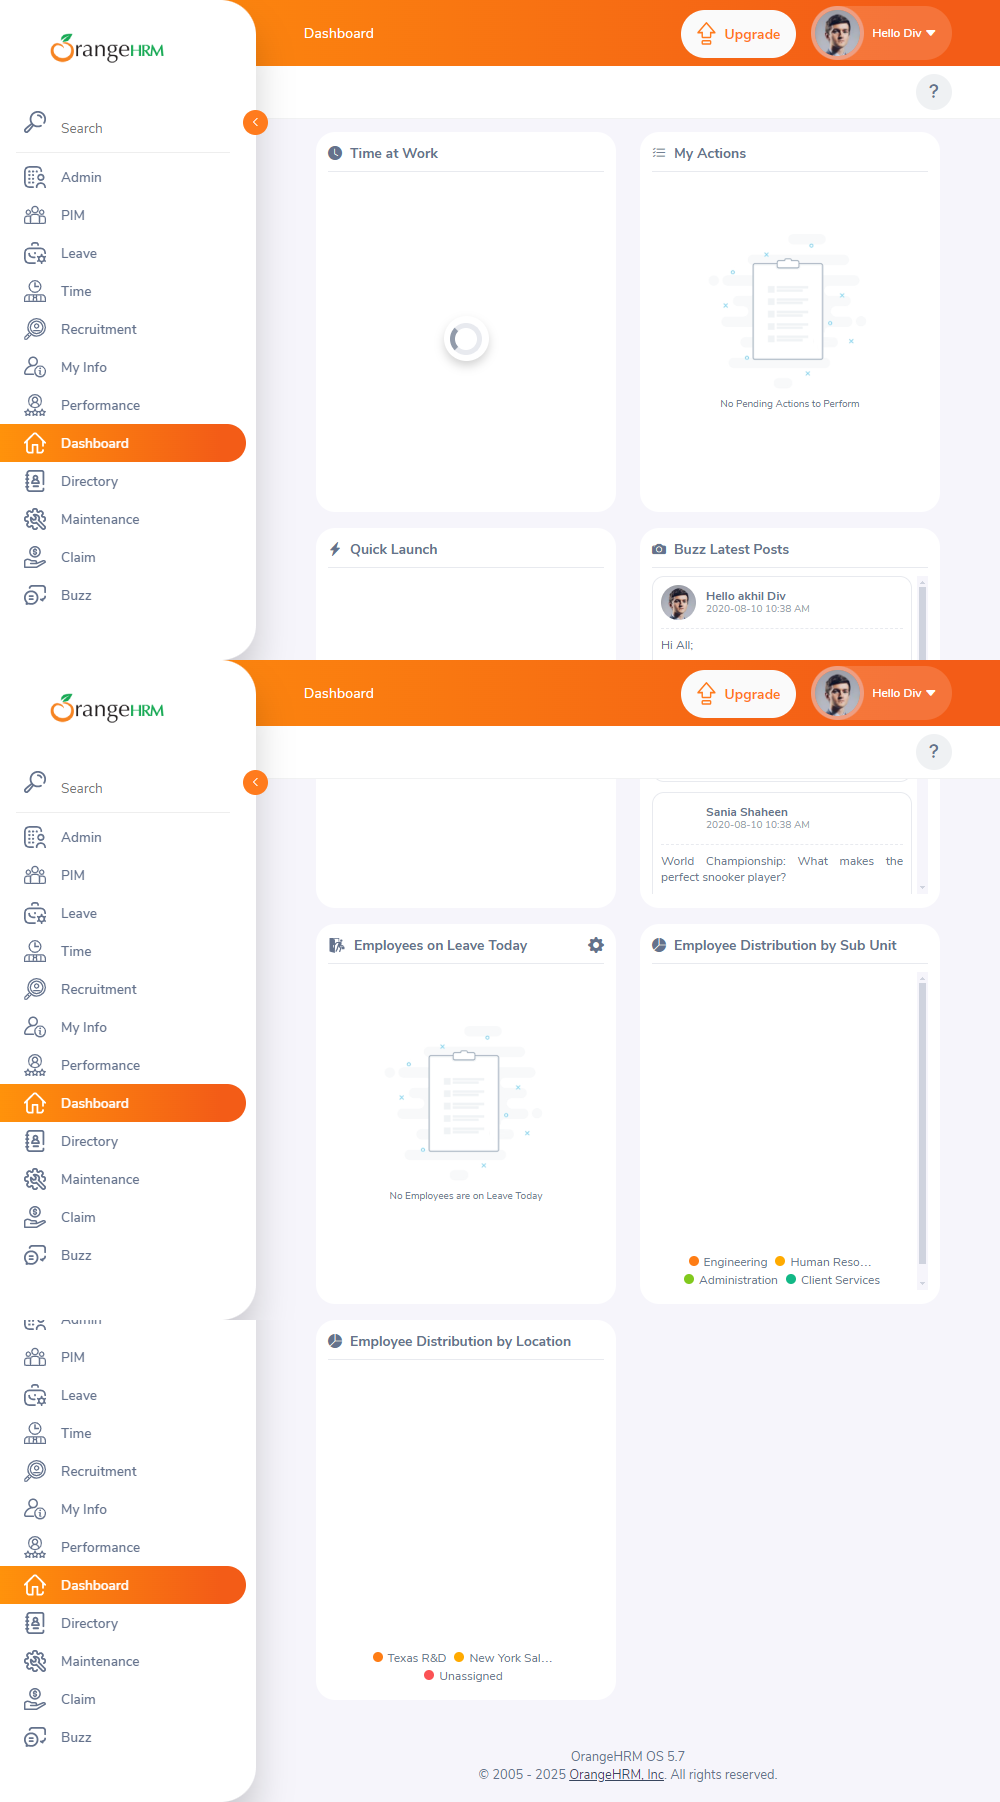 OrangeHRM
Dashboard
Upgrade
Hello Div
?
Search
Admin
PIM
Leave
Time
Recruitment
My Info
Performance
Dashboard
Directory
Maintenance
Claim
Buzz
Time at Work
My Actions
No Pending Actions to Perform
Quick Launch
Buzz Latest Posts
Hello akhil Div
2020-08-10 10:38 AM
Hi All;
OrangeHRM
Dashboard
Upgrade
Hello Div
?
Search
Admin
PIM
Leave
Time
Recruitment
My Info
Performance
Dashboard
Directory
Maintenance
Claim
Buzz
Sania Shaheen
2020-08-10 10:38 AM
World Championship: What makes the
perfect snooker player?
Employees on Leave Today
No Employees are on Leave Today
Employee Distribution by Sub Unit
Engineering Human Reso...
Administration Client Services
Admin
PIM
Leave
Time
Recruitment
My Info
Performance
Dashboard
Directory
Maintenance
Claim
Buzz
Employee Distribution by Location
Texas R&D New York Sal...
Unassigned
OrangeHRM OS 5.7
© 2005 - 2025 OrangeHRM, Inc. All rights reserved.